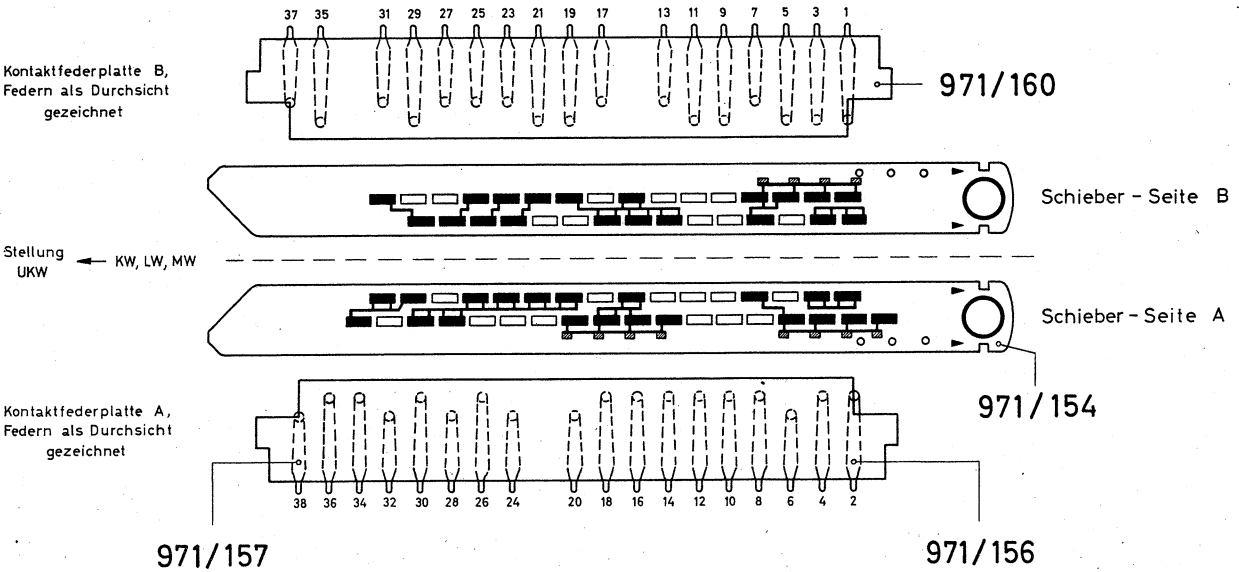 37 35 31 29 27 25 23 21 19 17 13 11 9 7 5 3 1
Kontaktfederplatte B,
Federn als Durchsicht
gezeichnet
971/160
Schieber - Seite B
Stellung
UKW
KW, LW, MW
Schieber - Seite A
971/154
Kontaktfederplatte A,
Federn als Durchsicht
gezeichnet
38 36 34 32 30 28 26 24 20 18 16 14 12 10 8 6 4 2
971/157
971/156